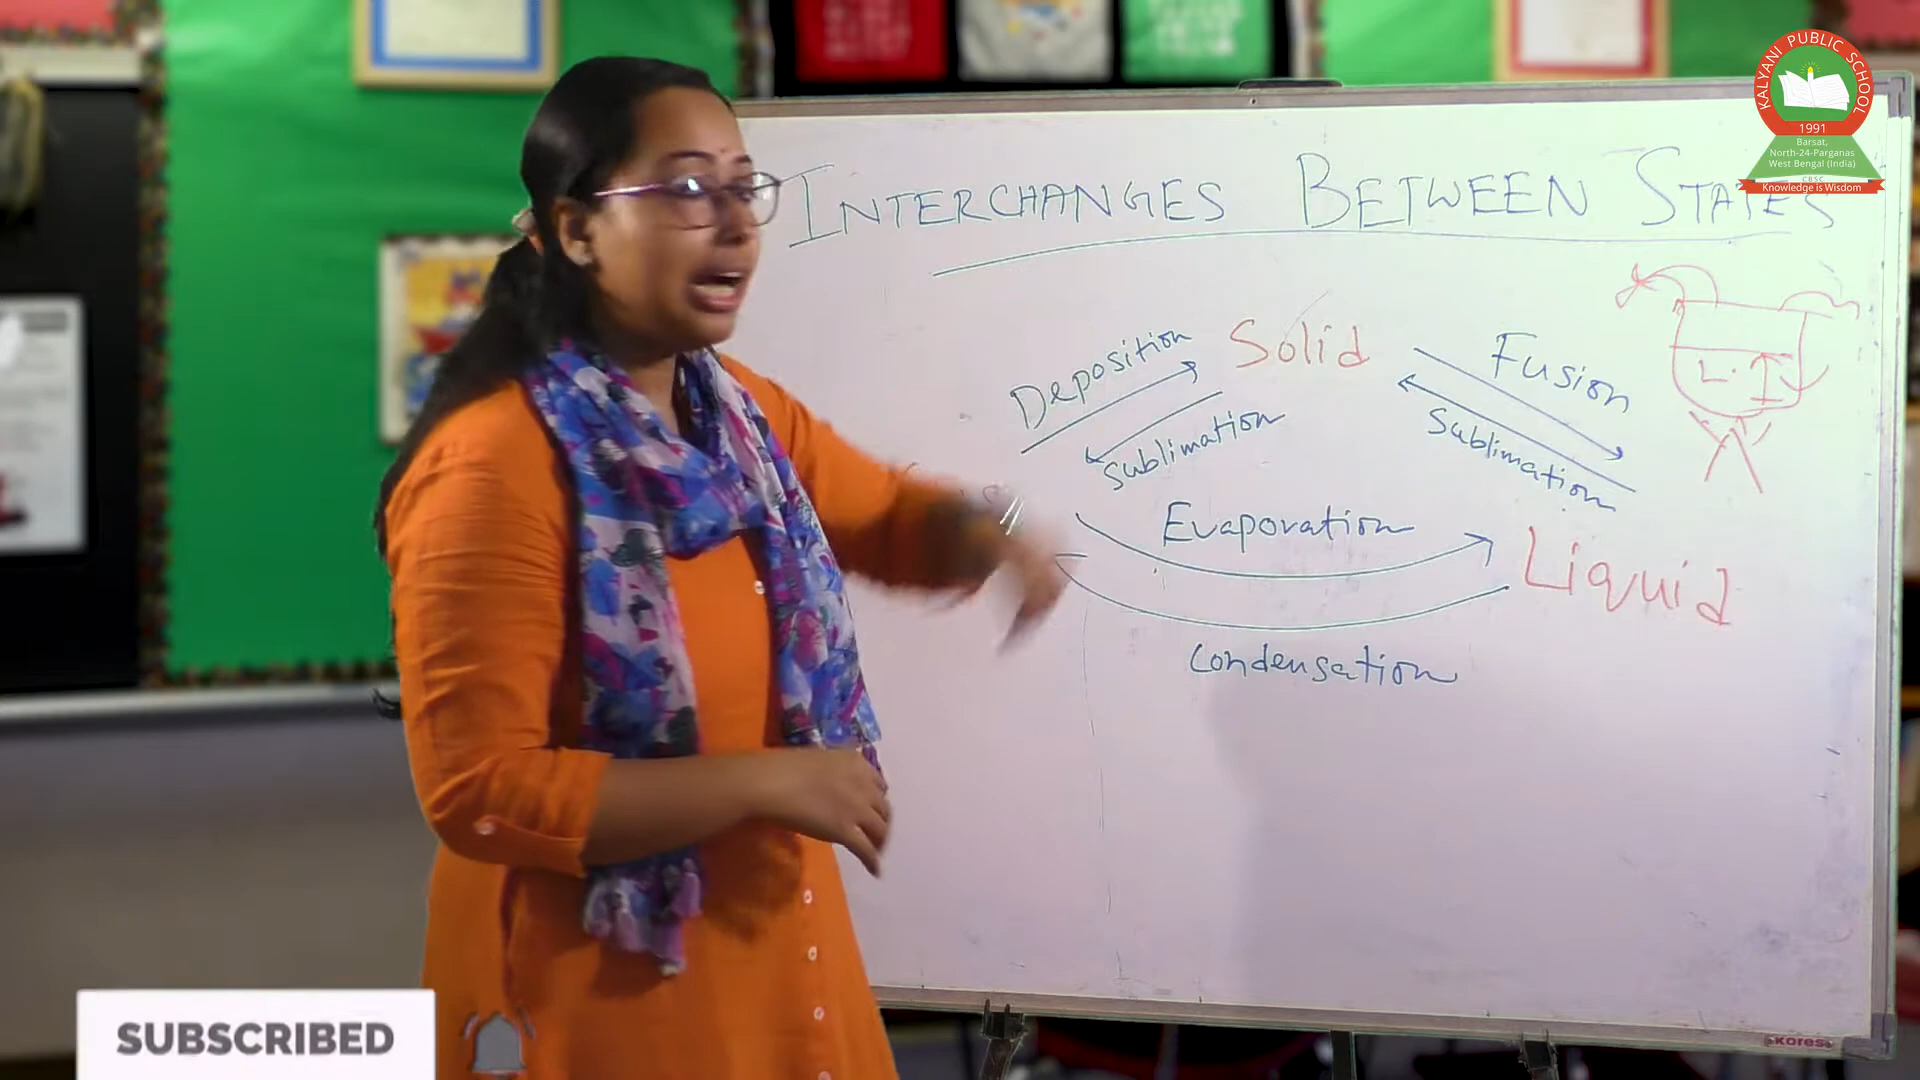 KALYANI PUBLIC SCHOOL
1991
Barsat,
North-24-Parganas
West Bengal (India)
CBSC
Knowledge is Wisdom
INTERCHANGES BETWEEN STATES
Deposition
Solid
Fusion
Sublimation
Sublimation
L.
Evaporation
Liquid
Condensation
SUBSCRIBED
KORES